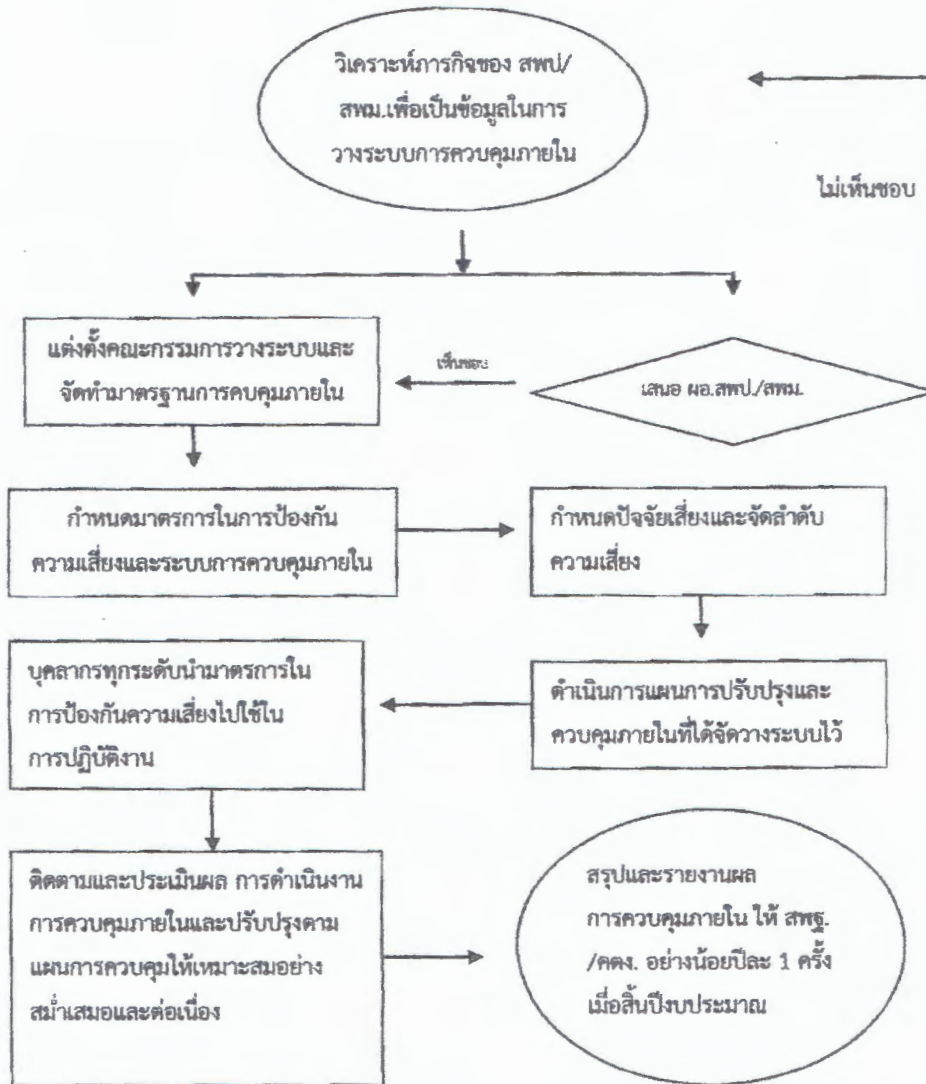 วิเคราะห์ภารกิจของ สพป/
สพม.เพื่อเป็นข้อมูลในการ
วางระบบการควบคุมภายใน
ไม่เห็นชอบ
แต่งตั้งคณะกรรมการวางระบบและ
จัดทำมาตรฐานการคบคุมภายใน
เห็นชอบ
เสนอ ผอ.สพป./สพม.
กำหนดมาตรการในการป้องกัน
ความเสี่ยงและระบบการควบคุมภายใน
กำหนดปัจจัยเสี่ยงและจัดลำดับ
ความเสี่ยง
บุคลากรทุกระดับนำมาตรการใน
การป้องกันความเสี่ยงไปใช้ใน
การปฏิบัติงาน
ดำเนินการแผนการปรับปรุงและ
ควบคุมภายในที่ได้จัดวางระบบไว้
ติดตามและประเมินผล การดำเนินงาน
การควบคุมภายในและปรับปรุงตาม
แผนการควบคุมให้เหมาะสมอย่าง
สม่ำเสมอและต่อเนื่อง
สรุปและรายงานผล
การควบคุมภายใน ให้ สพฐ.
/คตง. อย่างน้อยปีละ 1 ครั้ง
เมื่อสิ้นปีงบประมาณ